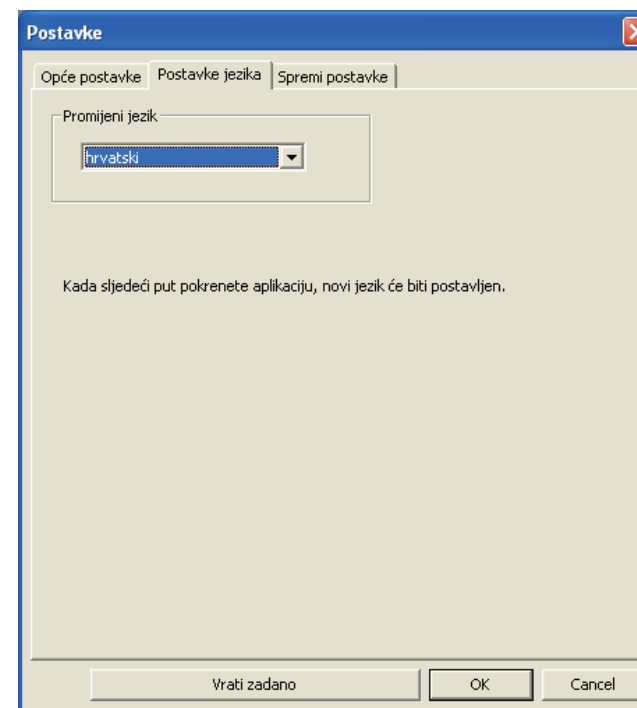 Postavke
Opće postavke Postavke jezika Spremi postavke
Promijeni jezik
hrvatski
Kada sljedeći put pokrenete aplikaciju, novi jezik će biti postavljen.
Vrati zadano OK Cancel